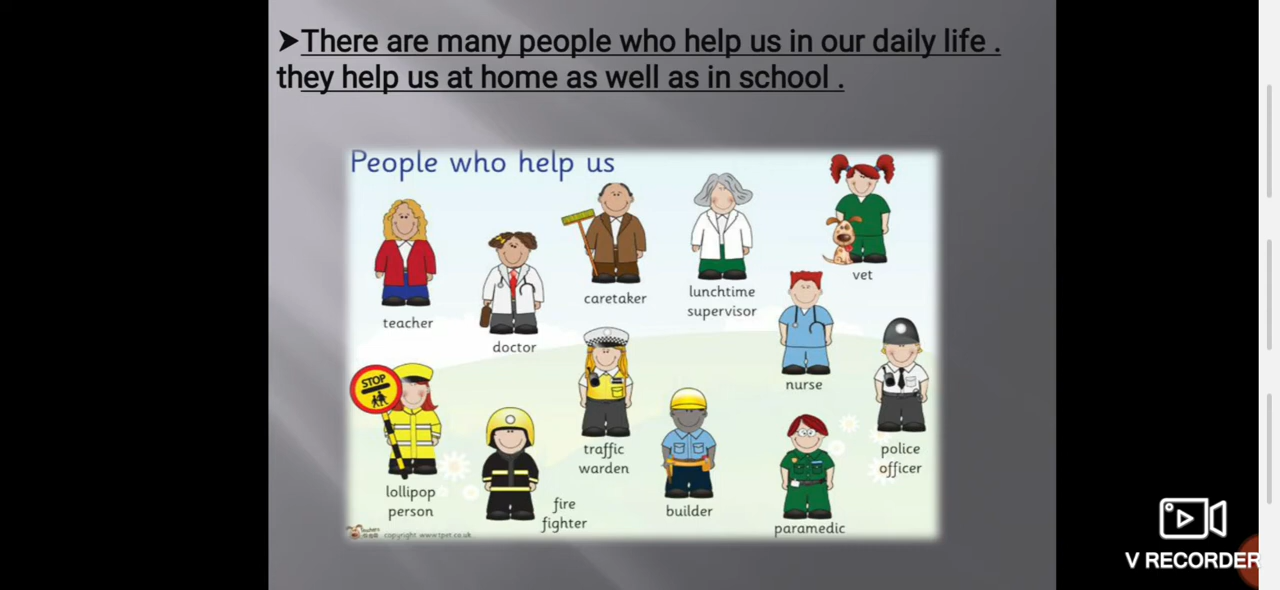 ➤There are many people who help us in our daily life .
they help us at home as well as in school .
People who help us
teacher
doctor
caretaker
lunchtime
supervisor
vet
nurse
STOP
lollipop
person
fire
fighter
traffic
warden
builder
paramedic
police
officer
copyright www.tpet.co.uk
V RECORDER